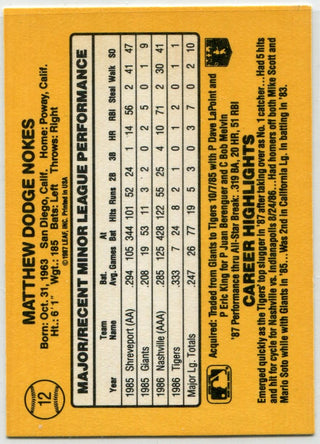 12
MATTHEW DODGE NOKES
Born: Oct. 31, 1963 San Diego, Calif. Home: Poway, Calif.
Ht.: 6'1" Wgt.: 185 Bats: Left Throws: Right
©1987 LEAF, INC. Printed in USA
MAJOR/RECENT MINOR LEAGUE PERFORMANCE
Year Team Name Bat. Avg. Games At Bat Hits Runs 2B 3B HR RBI Steal Walk SO
1985 Shreveport (AA) 294 105 344 101 52 24 1 14 56 2 41 47
1985 Giants 208 19 53 11 3 2 0 2 5 0 1 9
1986 Nashville (AAA) 285 125 428 122 55 25 4 10 71 2 30 41
1986 Tigers 333 7 24 8 2 1 0 1 2 0 1 1
Major Lg. Totals 247 26 77 19 5 3 0 3 7 0 2 10
Acquired: Traded from Giants to Tigers 10/7/85 with P Dave LaPoint and
P Eric King for P Juan Berenguer and C Bob Melvin
'87 Performance thru All-Star Break: .319 BA, 20 HR, 51 RBI
CAREER HIGHLIGHTS
Emerged quickly as the Tigers' top slugger in '87 after taking over as No. 1 catcher...Had 5 hits
and hit for cycle for Nashville vs. Indianapolis 8/24/86...Had homers off both Mike Scott and
Mario Soto while with Giants in '85...Was 2nd in California Lg. in batting in '83.